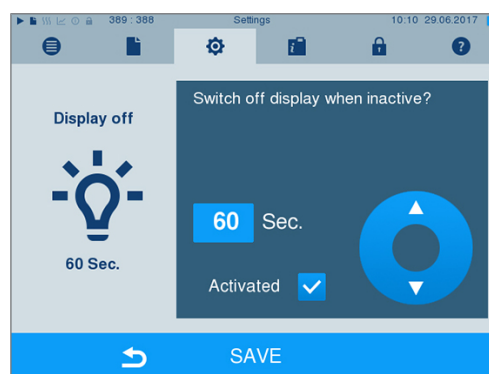 389 : 388 Settings 10:10 29.06.2017
Display off
60 Sec.
Switch off display when inactive?
60 Sec.
Activated
SAVE